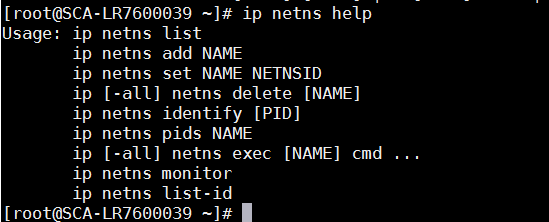 [root@SCA-LR7600039 ~]# ip netns help
Usage: ip netns list
       ip netns add NAME
       ip netns set NAME NETNSID
       ip [-all] netns delete [NAME]
       ip netns identify [PID]
       ip netns pids NAME
       ip [-all] netns exec [NAME] cmd ...
       ip netns monitor
       ip netns list-id
[root@SCA-LR7600039 ~]#